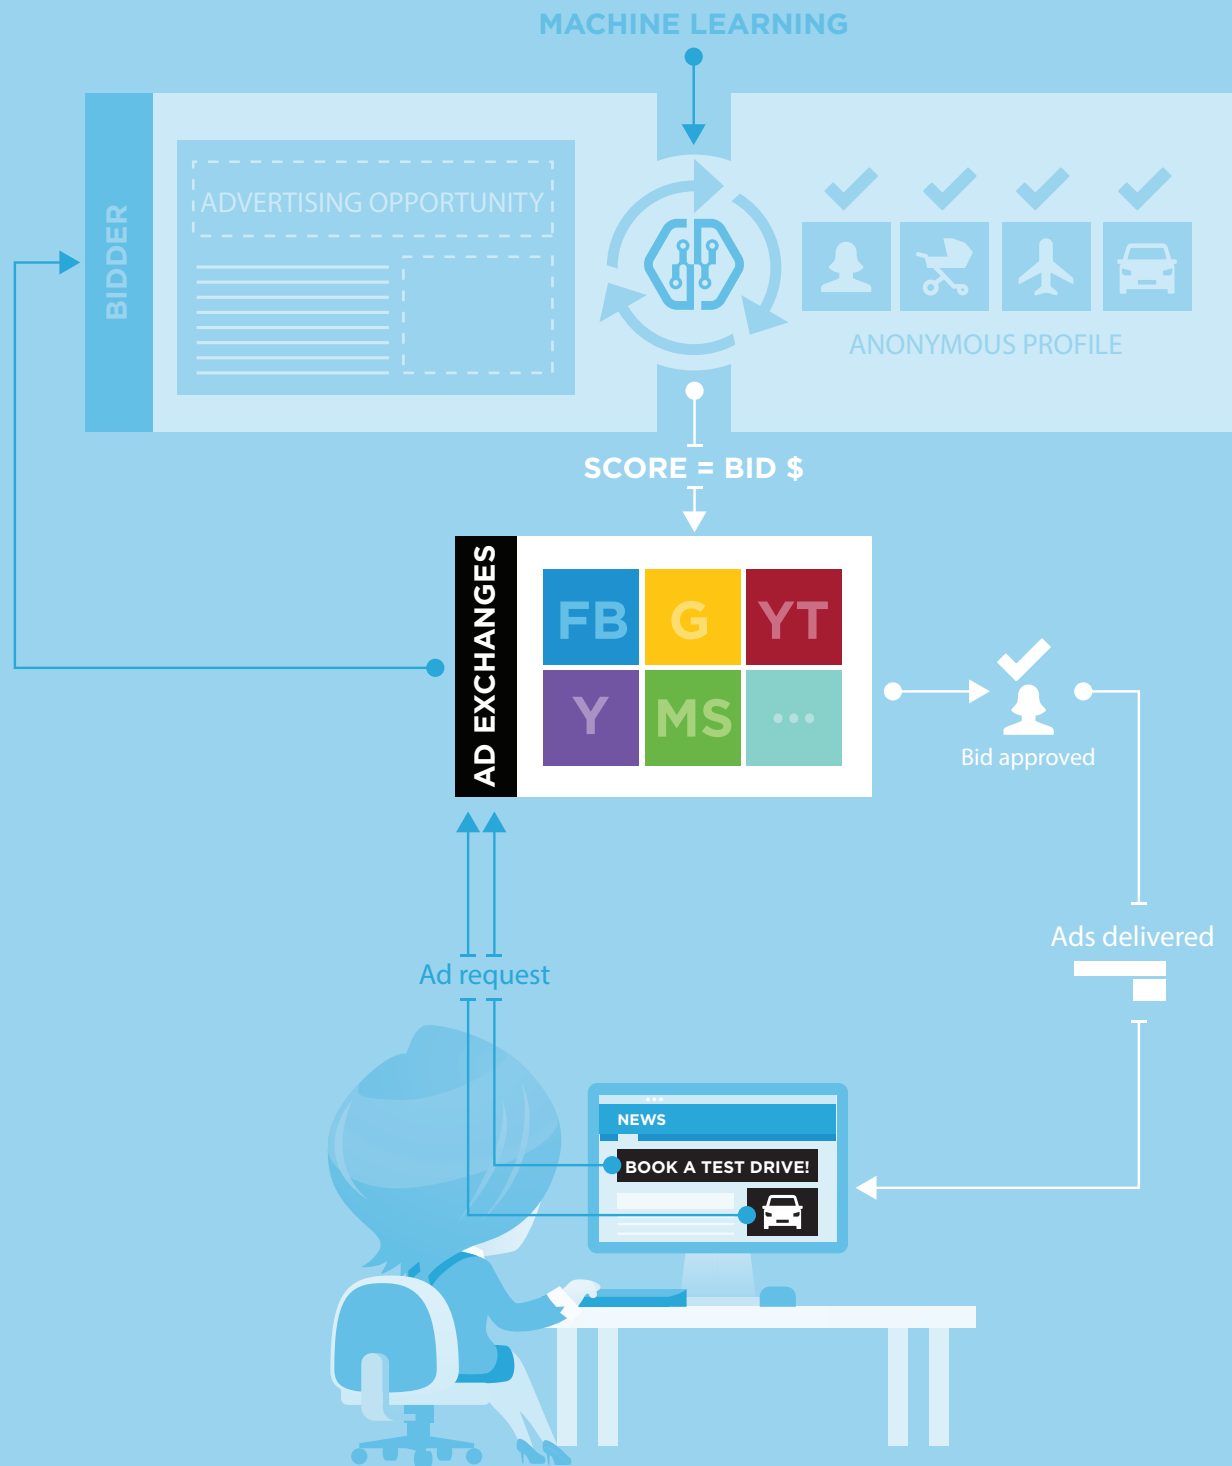 MACHINE LEARNING
BIDDER
ADVERTISING OPPORTUNITY
ANONYMOUS PROFILE
SCORE = BID $
AD EXCHANGES
FB
G
YT
Y
MS
...
Bid approved
Ads delivered
Ad request
NEWS
BOOK A TEST DRIVE!